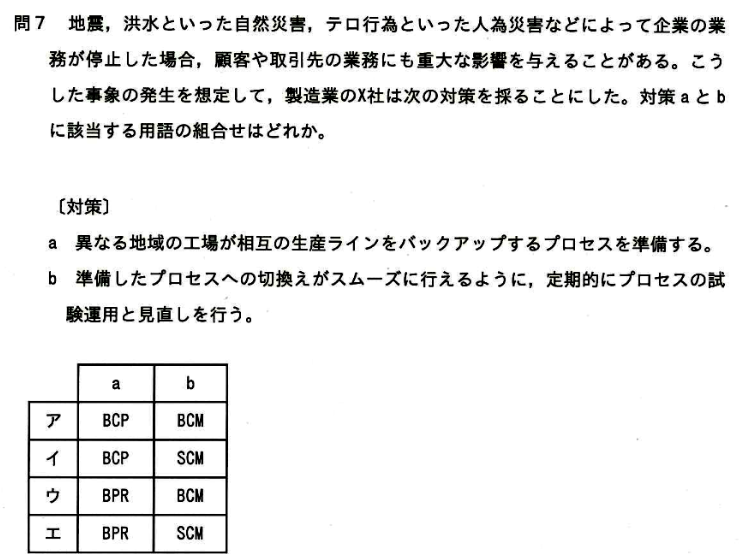 問７　地震，洪水といった自然災害，テロ行為といった人為災害などによって企業の業
務が停止した場合，顧客や取引先の業務にも重大な影響を与えることがある。こう
した事象の発生を想定して，製造業のX社は次の対策を採ることにした。対策 a と b
に該当する用語の組合せはどれか。
〔対策〕
a　異なる地域の工場が相互の生産ラインをバックアップするプロセスを準備する。
b　準備したプロセスへの切換えがスムーズに行えるように，定期的にプロセスの試
験運用と見直しを行う。
a b
ア BCP BCM
イ BCP SCM
ウ BPR BCM
エ BPR SCM